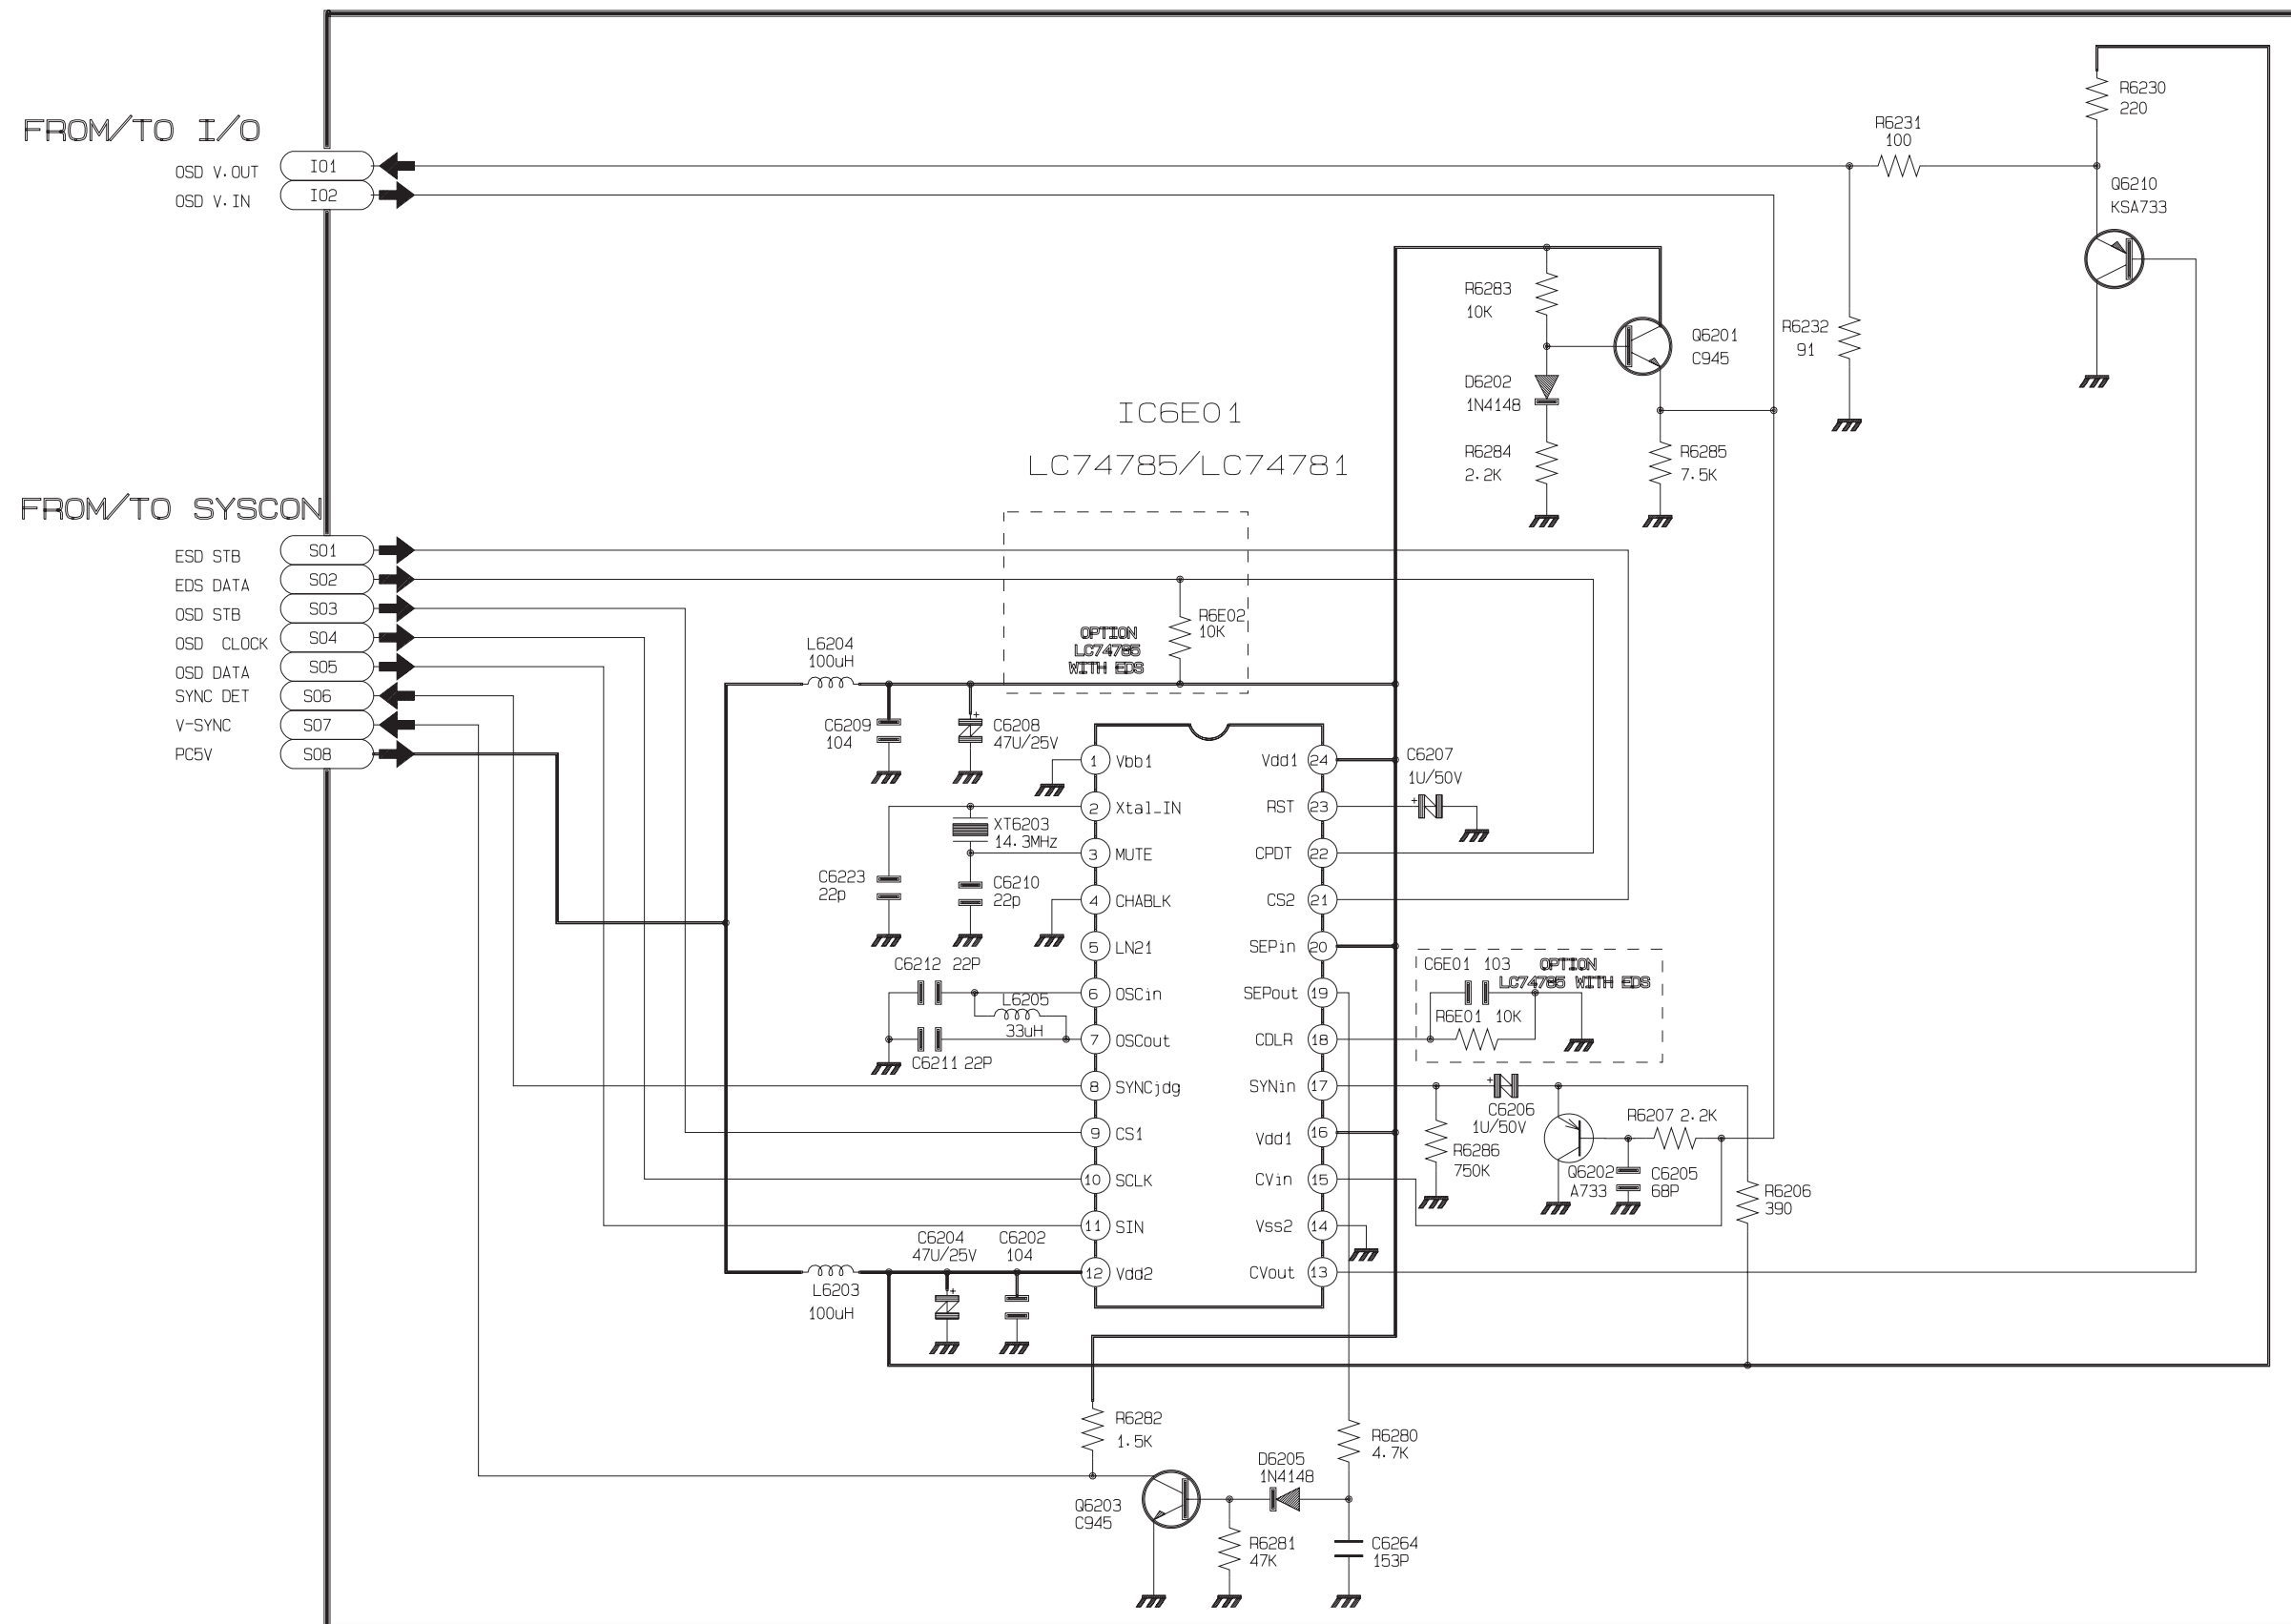 FROM/TO I/O
OSD V.OUT IO1
OSD V.IN IO2
R6230
220
R6231
100
Q6210
KSA733
R6283
10K
Q6201
C945
R6232
91
D6202
1N4148
R6284
2.2K
R6285
7.5K
IC6E01
LC74785/LC74781
FROM/TO SYSCON
ESD STB S01
EDS DATA S02
OSD STB S03
OSD CLOCK S04
OSD DATA S05
SYNC DET S06
V-SYNC S07
PC5V S08
R6E02
10K
OPTION
LC74785
WITH EDS
L6204
100uH
C6209
104
C6208
47U/25V
C6207
1U/50V
1 Vbb1 Vdd1 24
2 Xtal_IN RST 23
3 MUTE CPDT 22
4 CHABLK CS2 21
5 LN21 SEPin 20
6 OSCin SEPout 19
7 OSCout CDLR 18
8 SYNCjdg SYNin 17
9 CS1 Vdd1 16
10 SCLK CVin 15
11 SIN Vss2 14
12 Vdd2 CVout 13
XT6203
14.3MHz
C6223
22p
C6210
22p
C6212 22P
L6205
33uH
C6211 22P
C6E01 103 OPTION
LC74785 WITH EDS
R6E01 10K
C6206
1U/50V
R6207 2.2K
R6286
750K
Q6202
A733
C6205
68P
R6206
390
C6204
47U/25V
C6202
104
L6203
100uH
R6282
1.5K
R6280
4.7K
D6205
1N4148
Q6203
C945
R6281
47K
C6264
153P